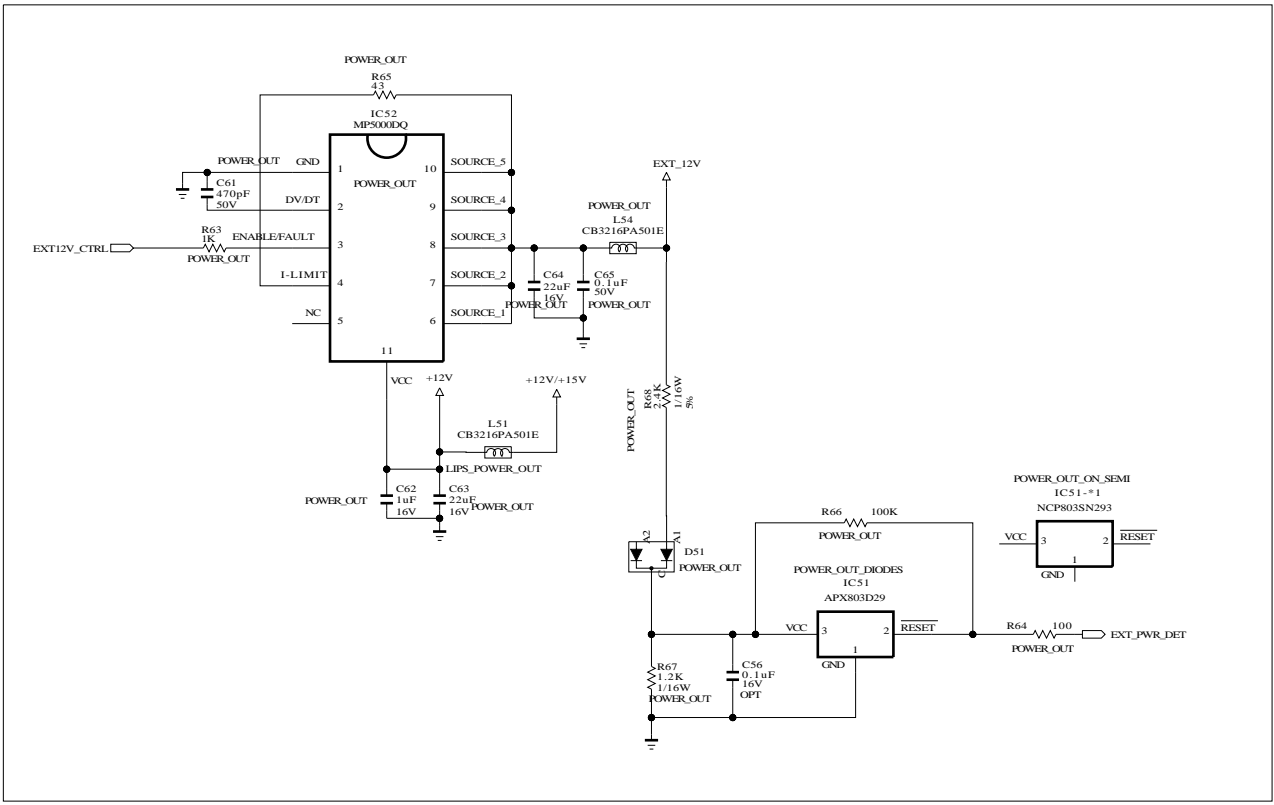 POWER_OUT
R65
43
IC52
MP5000DQ
POWER_OUT
GND
1
10
SOURCE_5
EXT_12V
C61
470pF
50V
POWER_OUT
DV/DT
2
9
SOURCE_4
POWER_OUT
L54
CB3216PA501E
R63
1K
ENABLE/FAULT
3
8
SOURCE_3
EXT12V_CTRL
POWER_OUT
I-LIMIT
4
7
SOURCE_2
C64
22uF
16V
POWER_OUT
C65
0.1uF
50V
POWER_OUT
NC
5
6
SOURCE_1
11
VCC
+12V
+12V/+15V
L51
CB3216PA501E
R68
2.4K
1/16W
5%
POWER_OUT
LIPS_POWER_OUT
POWER_OUT
C62
1uF
16V
C63
22uF
16V
POWER_OUT
POWER_OUT_ON_SEMI
IC51-*1
NCP803SN293
VCC
3
2
RESET
1
GND
R66
100K
POWER_OUT
A2
A1
D51
POWER_OUT
C
POWER_OUT_DIODES
IC51
APX803D29
VCC
3
2
RESET
1
GND
R64
100
EXT_PWR_DET
POWER_OUT
R67
1.2K
1/16W
POWER_OUT
C56
0.1uF
16V
OPT